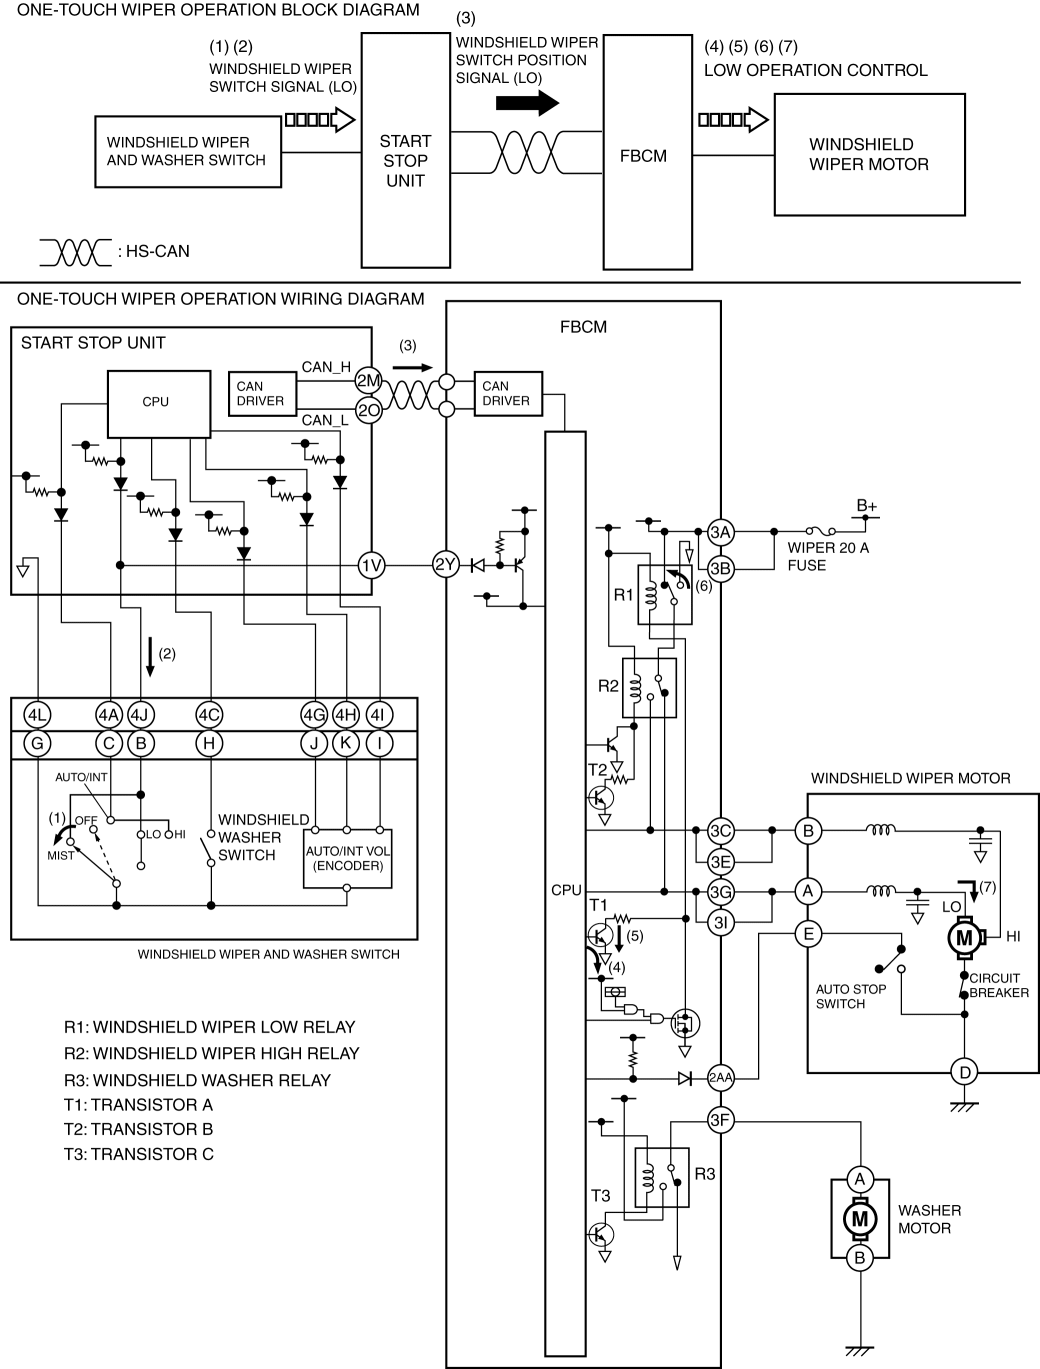 ONE-TOUCH WIPER OPERATION BLOCK DIAGRAM
(1) (2)
WINDSHIELD WIPER
SWITCH SIGNAL (LO)
(3)
WINDSHIELD WIPER
SWITCH POSITION
SIGNAL (LO)
(4) (5) (6) (7)
LOW OPERATION CONTROL
WINDSHIELD WIPER
AND WASHER SWITCH
START
STOP
UNIT
FBCM
WINDSHIELD
WIPER MOTOR
: HS-CAN
ONE-TOUCH WIPER OPERATION WIRING DIAGRAM
START STOP UNIT
CPU
CAN
DRIVER
CAN_H
CAN_L
2M
2O
(3)
FBCM
CAN
DRIVER
1V
2Y
3A
3B
B+
WIPER 20 A
FUSE
R1
(6)
R2
T2
(2)
4L
4A
4J
4C
4G
4H
4I
G
C
B
H
J
K
I
AUTO/INT
(1)
OFF
MIST
LO
HI
WINDSHIELD
WASHER
SWITCH
AUTO/INT VOL
(ENCODER)
WINDSHIELD WIPER AND WASHER SWITCH
CPU
3C
3E
3G
3I
T1
(5)
(4)
2AA
3F
R3
T3
WINDSHIELD WIPER MOTOR
B
A
E
(7)
LO
M
HI
AUTO STOP
SWITCH
CIRCUIT
BREAKER
D
A
M
B
WASHER
MOTOR
R1: WINDSHIELD WIPER LOW RELAY
R2: WINDSHIELD WIPER HIGH RELAY
R3: WINDSHIELD WASHER RELAY
T1: TRANSISTOR A
T2: TRANSISTOR B
T3: TRANSISTOR C